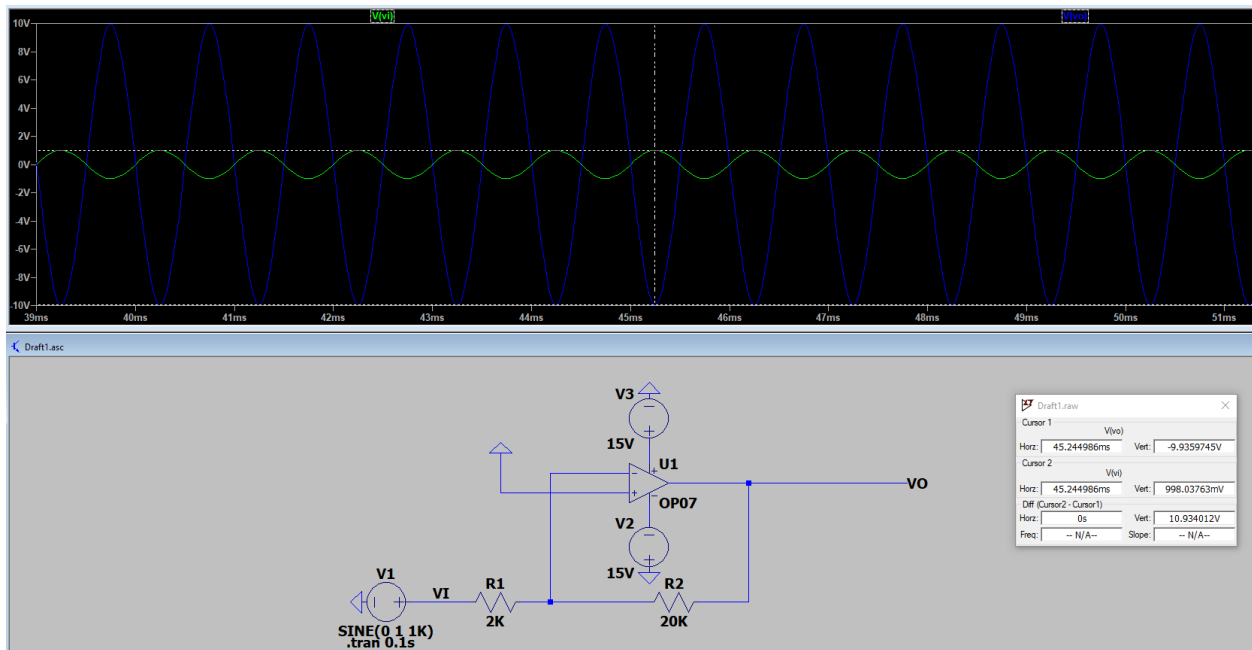 V(vi) V(vo)
10V
8V
6V
4V
2V
0V
-2V
-4V
-6V
-8V
-10V
39ms 40ms 41ms 42ms 43ms 44ms 45ms 46ms 47ms 48ms 49ms 50ms 51ms
Draft1.asc
V3
15V
U1
OP07
VO
V2
15V
V1
VI
R1
2K
R2
20K
SINE(0 1 1K)
.tran 0.1s
Draft1.raw
Cursor 1
V(vo)
Horz: 45.244986ms Vert: -9.9359745V
Cursor 2
V(vi)
Horz: 45.244986ms Vert: 998.03763mV
Diff (Cursor2 - Cursor1)
Horz: 0s Vert: 10.934012V
Freq: -- N/A-- Slope: -- N/A--